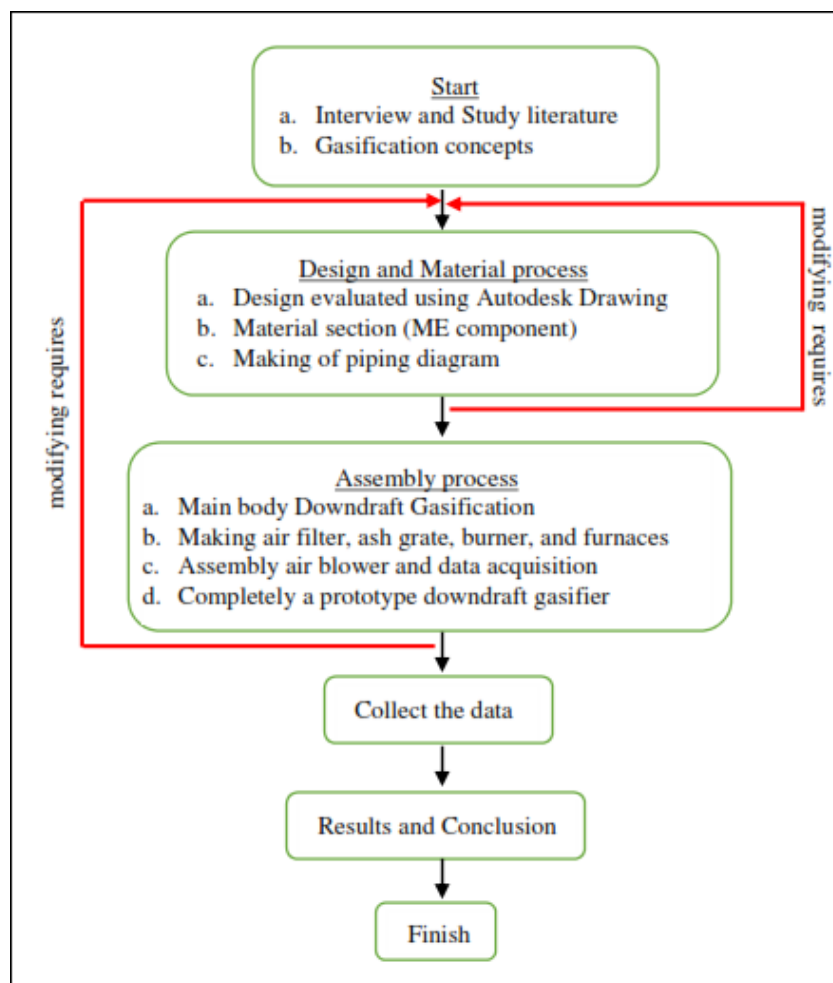 Start
a. Interview and Study literature
b. Gasification concepts
modifying requires
Design and Material process
a. Design evaluated using Autodesk Drawing
b. Material section (ME component)
c. Making of piping diagram
modifying requires
Assembly process
a. Main body Downdraft Gasification
b. Making air filter, ash grate, burner, and furnaces
c. Assembly air blower and data acquisition
d. Completely a prototype downdraft gasifier
Collect the data
Results and Conclusion
Finish